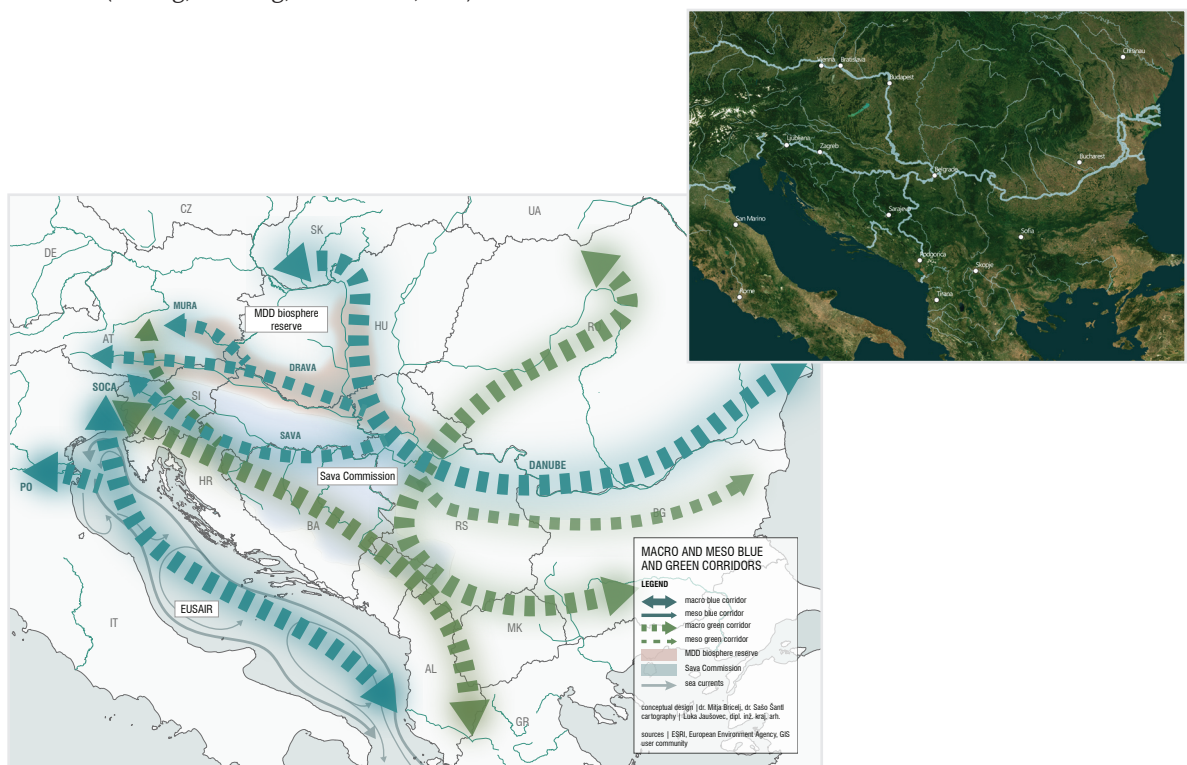 Chisinau
Vienna
Bratislava
Budapest
Ljubljana
Zagreb
Bucharest
Belgrade
Sarajevo
San Marino
Sofia
Podgorica
Skopje
Rome
Tirana
CZ
UA
SK
DE
MURA
MDD biosphere
reserve
HU
AT
DRAVA
SOCA
SI
SAVA
DANUBE
Sava Commission
PO
HR
RS
BG
BA
EUSAIR
IT
MK
AL
GR
MACRO AND MESO BLUE
AND GREEN CORRIDORS
LEGEND
macro blue corridor
meso blue corridor
macro green corridor
meso green corridor
MDD biosphere reserve
Sava Commission
sea currents
conceptual design | dr. Mitja Bricelj, dr. Sašo Šantl
cartography | Luka Jaušovec, dipl. inž. kraj. arh.
sources | ESRI, European Environment Agency, GIS
user community